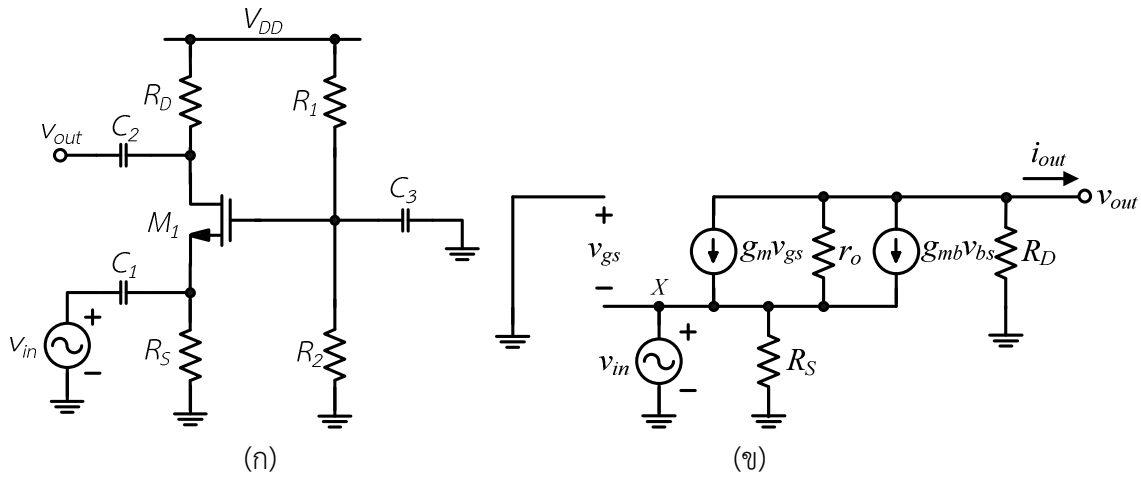 V_DD
R_D
R_1
v_out
C_2
C_3
M_1
C_1
v_in
R_S
R_2
(ก)
i_out
v_out
+
v_gs
−
g_m v_gs
r_o
g_mb v_bs
R_D
X
v_in
+
−
R_S
+
−
(ข)